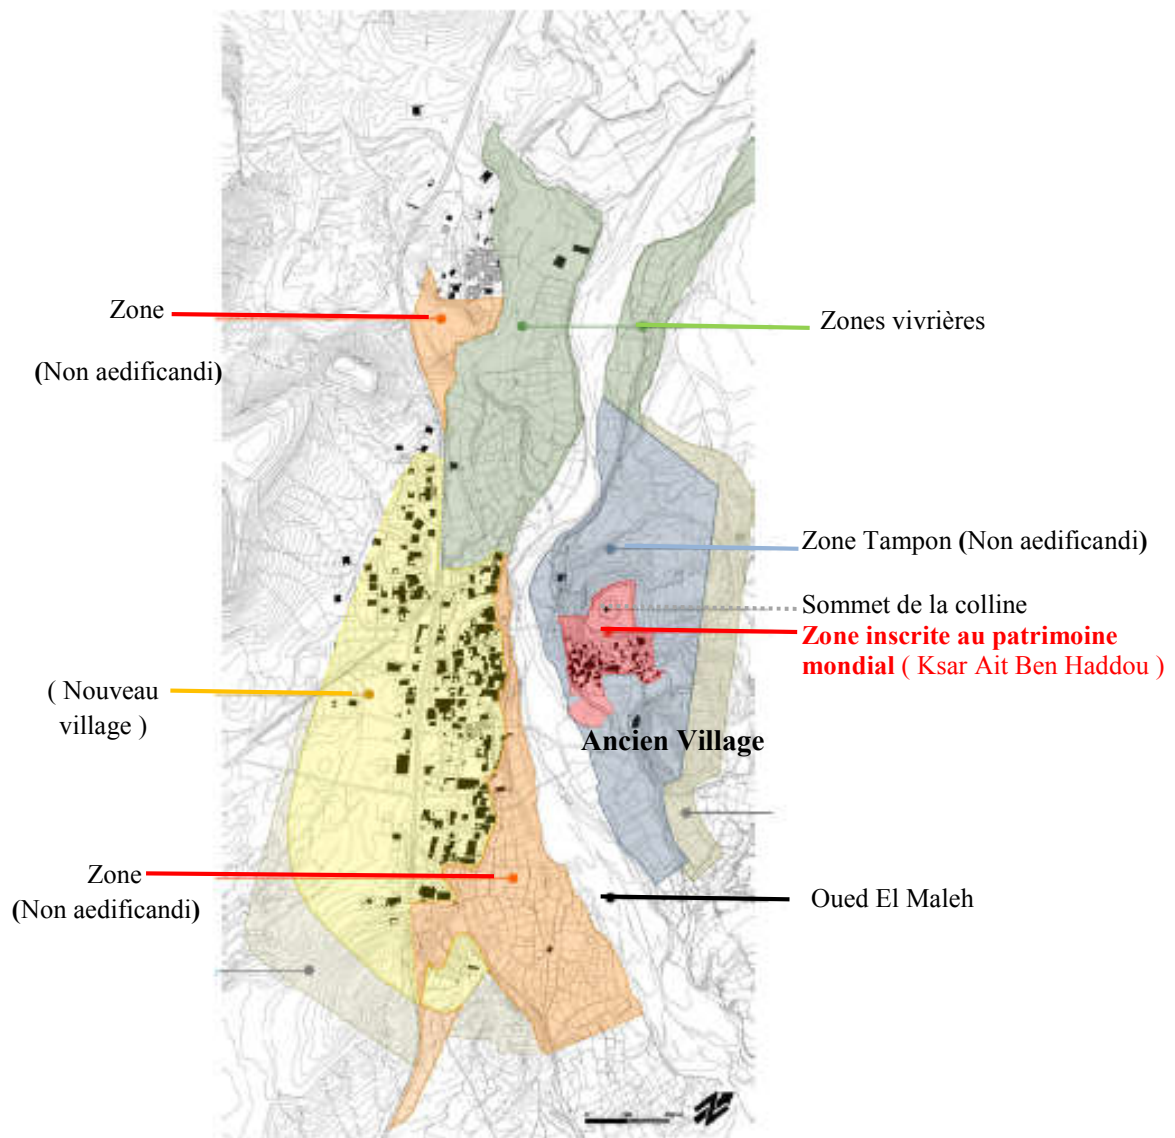 Zone
(Non aedificandi)
Zones vivrières
Zone Tampon (Non aedificandi)
Sommet de la colline
Zone inscrite au patrimoine
mondial ( Ksar Ait Ben Haddou )
( Nouveau
village )
Ancien Village
Zone
(Non aedificandi)
Oued El Maleh